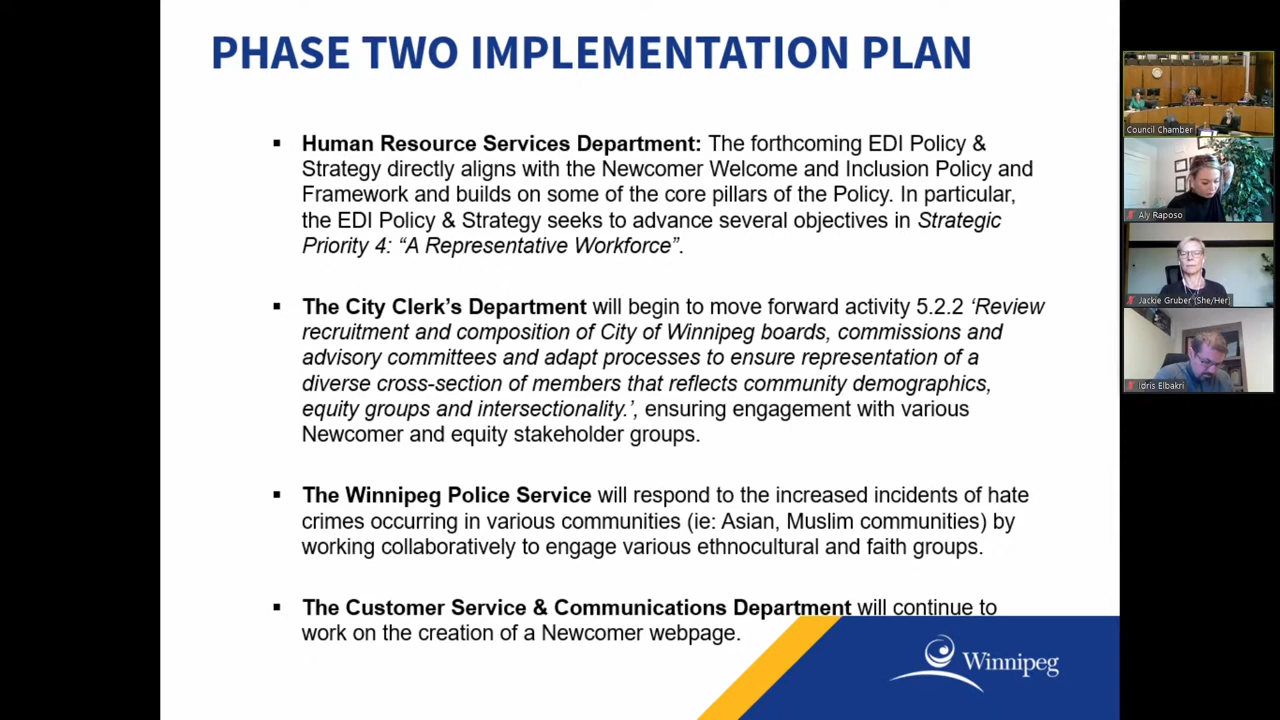 PHASE TWO IMPLEMENTATION PLAN
▪ Human Resource Services Department: The forthcoming EDI Policy &
Strategy directly aligns with the Newcomer Welcome and Inclusion Policy and
Framework and builds on some of the core pillars of the Policy. In particular,
the EDI Policy & Strategy seeks to advance several objectives in Strategic
Priority 4: “A Representative Workforce”.
▪ The City Clerk’s Department will begin to move forward activity 5.2.2 ‘Review
recruitment and composition of City of Winnipeg boards, commissions and
advisory committees and adapt processes to ensure representation of a
diverse cross-section of members that reflects community demographics,
equity groups and intersectionality.’, ensuring engagement with various
Newcomer and equity stakeholder groups.
▪ The Winnipeg Police Service will respond to the increased incidents of hate
crimes occurring in various communities (ie: Asian, Muslim communities) by
working collaboratively to engage various ethnocultural and faith groups.
▪ The Customer Service & Communications Department will continue to
work on the creation of a Newcomer webpage.
Winnipeg
Council Chamber
Aly Raposo
Jackie Gruber (She/Her)
Idris Elbakri